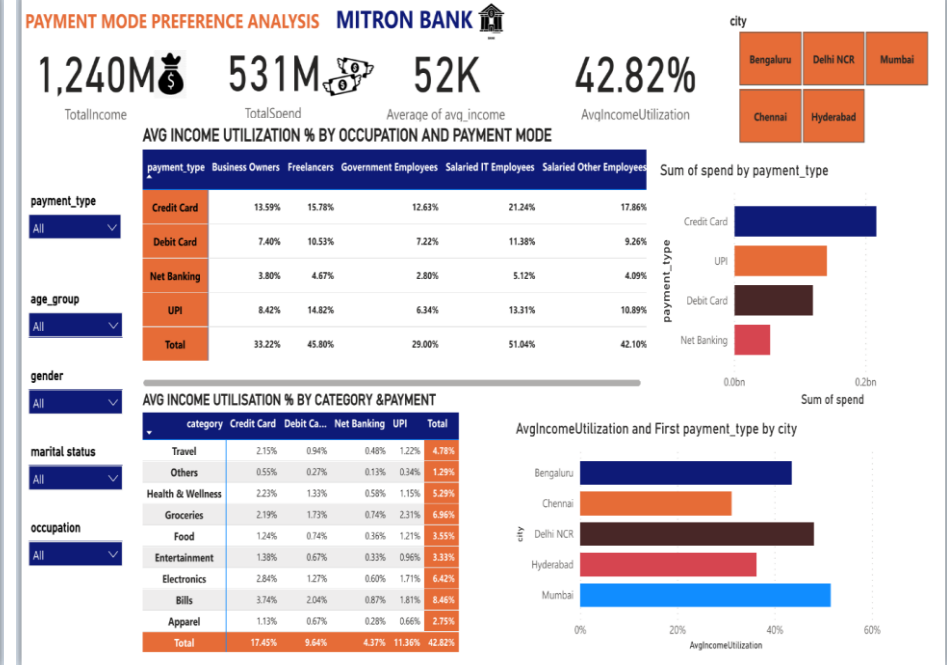 PAYMENT MODE PREFERENCE ANALYSIS MITRON BANK
city
1,240M
TotalIncome
531M
TotalSpend
52K
Average of avg_income
42.82%
AvgIncomeUtilization
Bengaluru Delhi NCR Mumbai
Chennai Hyderabad
payment_type
All
age_group
All
gender
All
marital status
All
occupation
All
AVG INCOME UTILIZATION % BY OCCUPATION AND PAYMENT MODE
payment_type Business Owners Freelancers Government Employees Salaried IT Employees Salaried Other Employees
Credit Card 13.59% 15.78% 12.63% 21.24% 17.86%
Debit Card 7.40% 10.53% 7.22% 11.38% 9.26%
Net Banking 3.80% 4.67% 2.80% 5.12% 4.09%
UPI 8.42% 14.82% 6.34% 13.31% 10.89%
Total 33.22% 45.80% 29.00% 51.04% 42.10%
Sum of spend by payment_type
payment_type
Credit Card
UPI
Debit Card
Net Banking
0.0bn 0.2bn
Sum of spend
AVG INCOME UTILISATION % BY CATEGORY &PAYMENT
category Credit Card Debit Ca... Net Banking UPI Total
Travel 2.15% 0.94% 0.48% 1.22% 4.78%
Others 0.55% 0.27% 0.13% 0.34% 1.29%
Health & Wellness 2.23% 1.33% 0.58% 1.15% 5.29%
Groceries 2.19% 1.73% 0.74% 2.31% 6.96%
Food 1.24% 0.74% 0.36% 1.21% 3.55%
Entertainment 1.38% 0.67% 0.33% 0.96% 3.33%
Electronics 2.84% 1.27% 0.60% 1.71% 6.42%
Bills 3.74% 2.04% 0.87% 1.81% 8.46%
Apparel 1.13% 0.67% 0.28% 0.66% 2.75%
Total 17.45% 9.64% 4.37% 11.36% 42.82%
AvgIncomeUtilization and First payment_type by city
city
Bengaluru
Chennai
Delhi NCR
Hyderabad
Mumbai
0% 20% 40% 60%
AvgIncomeUtilization